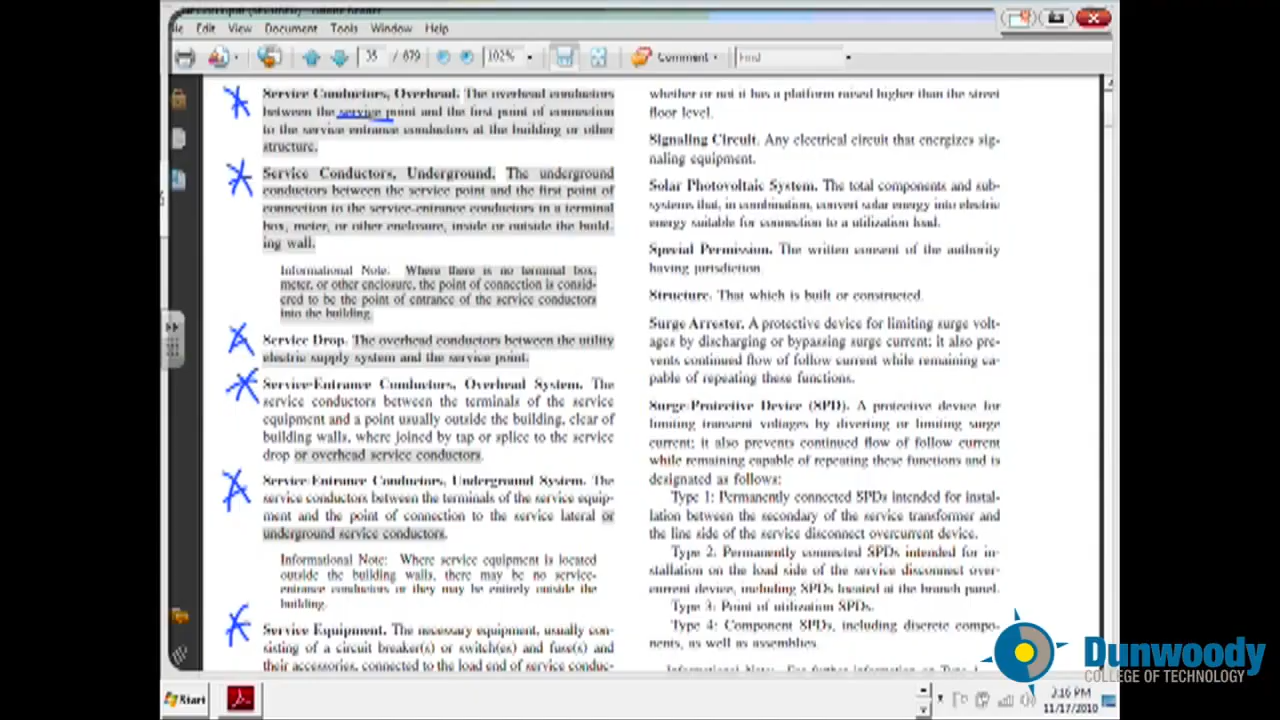 Edit View Document Tools Window Help
35 / 879 102% Comment Find
Service Conductors, Overhead. The overhead conductors
between the service point and the first point of connection
to the service entrance conductors at the building or other
structure.
Service Conductors, Underground. The underground
conductors between the service point and the first point of
connection to the service-entrance conductors in a terminal
box, meter, or other enclosure, inside or outside the build-
ing wall.
Informational Note: Where there is no terminal box,
meter, or other enclosure, the point of connection is consid-
ered to be the point of entrance of the service conductors
into the building.
Service Drop. The overhead conductors between the utility
electric supply system and the service point.
Service-Entrance Conductors, Overhead System. The
service conductors between the terminals of the service
equipment and a point usually outside the building, clear of
building walls, where joined by tap or splice to the service
drop or overhead service conductors.
Service-Entrance Conductors, Underground System. The
service conductors between the terminals of the service equip-
ment and the point of connection to the service lateral or
underground service conductors.
Informational Note: Where service equipment is located
outside the building walls, there may be no service-
entrance conductors or they may be entirely outside the
building.
Service Equipment. The necessary equipment, usually con-
sisting of a circuit breaker(s) or switch(es) and fuse(s) and
their accessories, connected to the load end of service conduc-
whether or not it has a platform raised higher than the street
floor level.
Signaling Circuit. Any electrical circuit that energizes sig-
naling equipment.
Solar Photovoltaic System. The total components and sub-
systems that, in combination, convert solar energy into electric
energy suitable for connection to a utilization load.
Special Permission. The written consent of the authority
having jurisdiction.
Structure. That which is built or constructed.
Surge Arrester. A protective device for limiting surge volt-
ages by discharging or bypassing surge current; it also pre-
vents continued flow of follow current while remaining ca-
pable of repeating these functions.
Surge-Protective Device (SPD). A protective device for
limiting transient voltages by diverting or limiting surge
current; it also prevents continued flow of follow current
while remaining capable of repeating these functions and is
designated as follows:
Type 1: Permanently connected SPDs intended for instal-
lation between the secondary of the service transformer and
the line side of the service disconnect overcurrent device.
Type 2: Permanently connected SPDs intended for in-
stallation on the load side of the service disconnect over-
current device, including SPDs located at the branch panel.
Type 3: Point of utilization SPDs.
Type 4: Component SPDs, including discrete compo-
nents, as well as assemblies.
Informational Note: For further information on Type 1
Dunwoody
COLLEGE OF TECHNOLOGY
Start
3:16 PM
11/17/2010